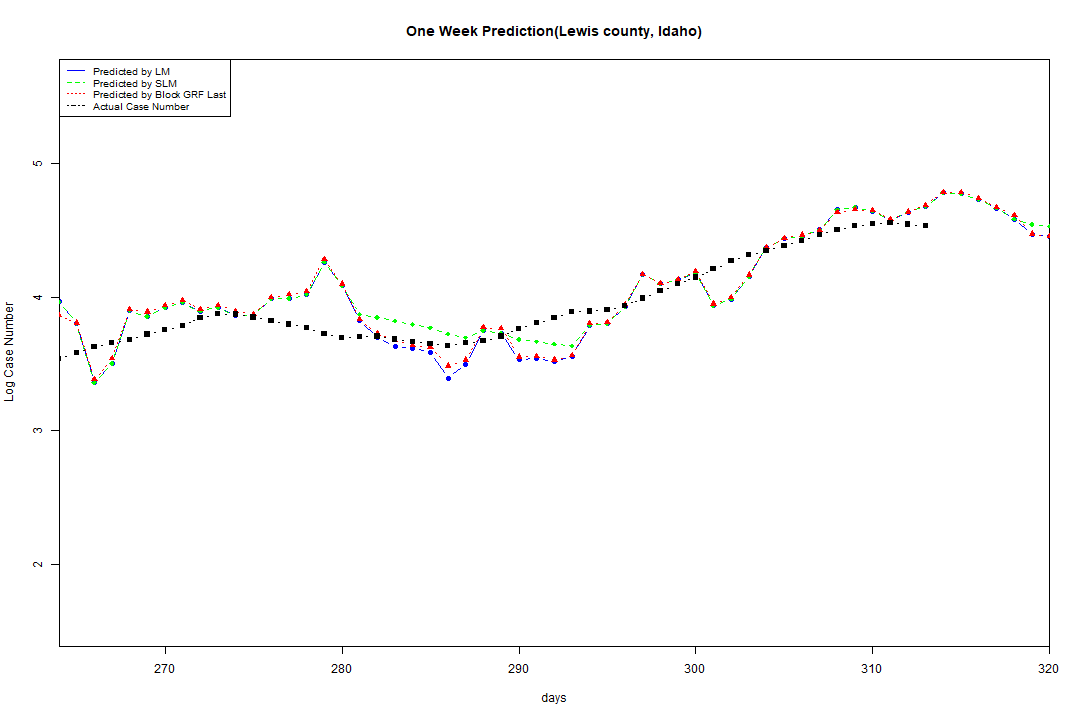 One Week Prediction(Lewis county, Idaho)
Predicted by LM
Predicted by SLM
Predicted by Block GRF Last
Actual Case Number
5
4
3
2
Log Case Number
270
280
290
300
310
320
days